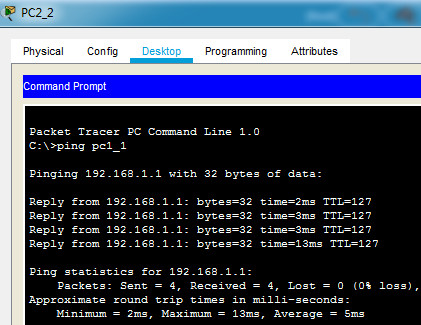 PC2_2
Physical Config Desktop Programming Attributes
Command Prompt
Packet Tracer PC Command Line 1.0
C:\>ping pc1_1
Pinging 192.168.1.1 with 32 bytes of data:
Reply from 192.168.1.1: bytes=32 time=2ms TTL=127
Reply from 192.168.1.1: bytes=32 time=3ms TTL=127
Reply from 192.168.1.1: bytes=32 time=3ms TTL=127
Reply from 192.168.1.1: bytes=32 time=13ms TTL=127
Ping statistics for 192.168.1.1:
Packets: Sent = 4, Received = 4, Lost = 0 (0% loss),
Approximate round trip times in milli-seconds:
Minimum = 2ms, Maximum = 13ms, Average = 5ms